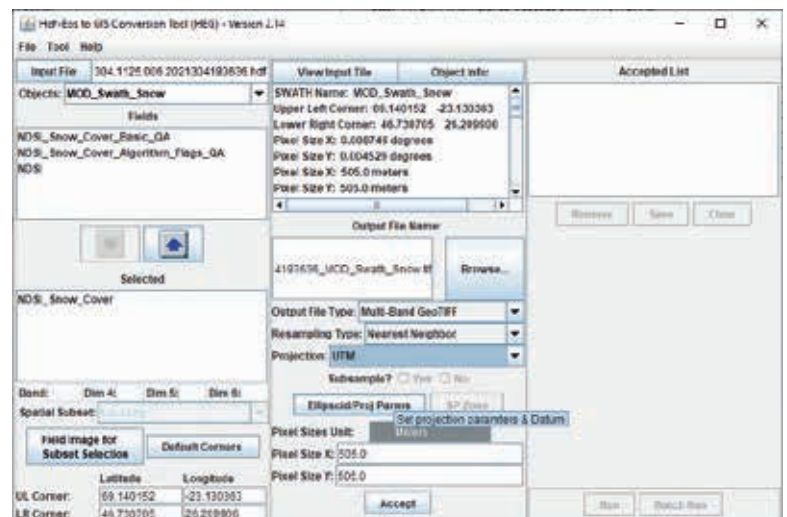 Hdf-Eos to GIS Conversion Tool (HEG) - Version 2.14
File Tool Help
Input File 304.1125.006.2021304193636.hdf
Objects: MOD_Swath_Snow
Fields
NDSI_Snow_Cover_Basic_QA
NDSI_Snow_Cover_Algorithm_Flags_QA
NDSI
Selected
NDSI_Snow_Cover
Band: Dim 4: Dim 5: Dim 6:
Spatial Subset:
Field Image for Subset Selection
Default Corners
Latitude Longitude
UL Corner: 69.140152 -23.130363
LR Corner: 46.738705 26.289906
View Input File Object Info:
SWATH Name: MOD_Swath_Snow
Upper Left Corner: 69.140152 -23.130363
Lower Right Corner: 46.738705 26.289906
Pixel Size X: degrees
Pixel Size Y: 0.004529 degrees
Pixel Size X: 505.0 meters
Pixel Size Y: 505.0 meters
Output File Name
4193636_MOD_Swath_Snow.tif
Browse...
Output File Type: Multi-Band GeoTIFF
Resampling Type: Nearest Neighbor
Projection: UTM
Subsample? Yes No
Ellipsoid/Proj Params SP Zone
Set projection paramters & Datum
Pixel Sizes Unit: Meters
Pixel Size X: 505.0
Pixel Size Y: 505.0
Accept
Accepted List
Remove Save Clear
Run Batch Run